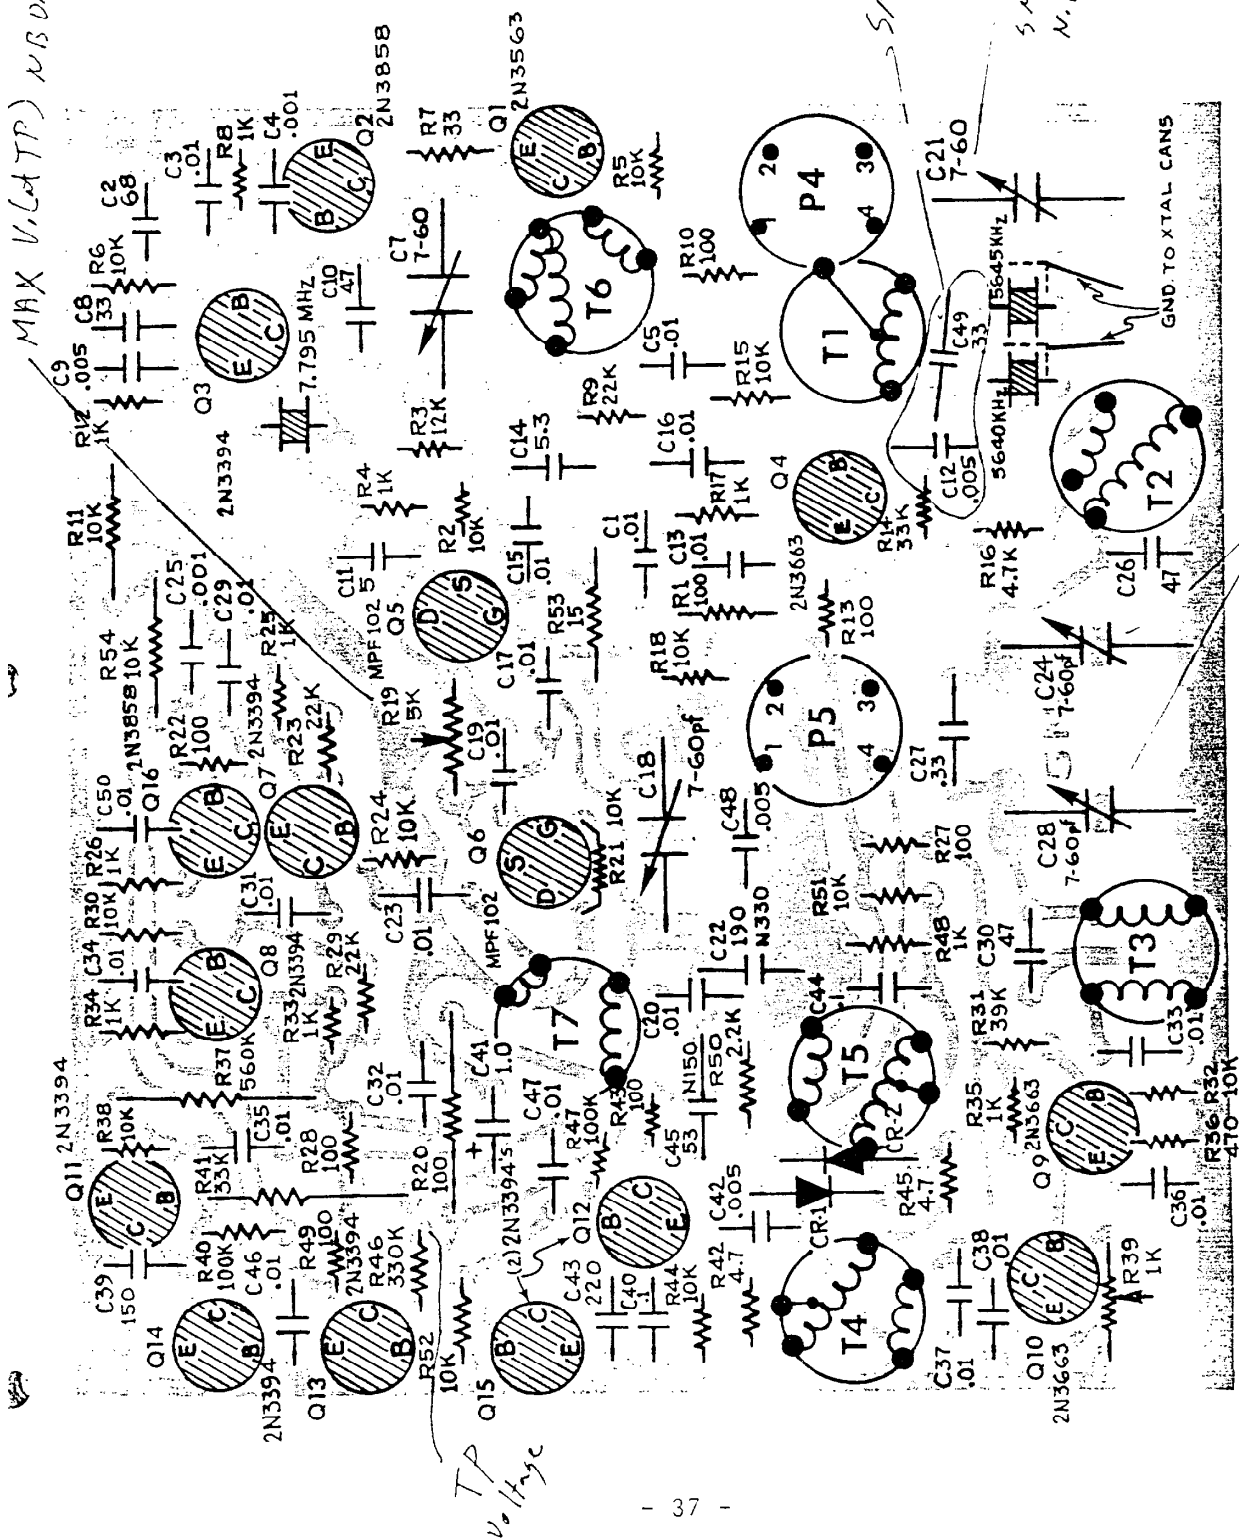 MAX V. (at TP) NB
Q11 2N3394
R34
1K
C34
.01
R30
10K
R26
1K
C50
.01
Q16
2N3858
R54
10K
R11
10K
R12
1K
C9
.005
C8
33
R6
10K
C2
68
C39
150
E
C
B
R38
10K
R37
560K
E
B
C
Q8
2N3394
C31
.01
E
B
C
R22
100
C25
.001
C29
.01
Q7 2N3394
R25
1K
R23
22K
E
C
B
2N3394
Q3
E
B
C
7.795 MHz
C3
.01
R8
1K
C4
.001
B
E
C
Q2
2N3858
Q14
E
C
B
2N3394
R40
100K
R41
33K
C35
.01
C46
.01
R49
100
R28
100
R33
1K
R29
22K
R24
10K
C23
.01
R19
5K
MPF102
Q5
C11
5
R4
1K
R3
12K
C10
47
C7
7-60
R7
33
Q13
E
C
B
2N3394
R46
330K
R52
10K
R20
100
C32
.01
C41
1.0
+
MPF102
Q6
D
S
G
R21
10K
C19
.01
D
S
G
R2
10K
C17
.01
C15
.01
C14
5.3
T6
Q1
2N3563
E
C
B
R5
10K
Q15
B
C
E
(2) 2N3394's
Q12
B
C
E
C43
220
C40
.1
R44
10K
C47
.01
R47
100K
R43
100
T7
C20
.01
C18
7-60pf
R53
15
R18
10K
R1
100
C1
.01
C13
.01
R17
1K
C16
.01
R9
22K
C5
.01
R15
10K
R10
100
R42
4.7
C42
.005
C45
53
N150
R50
2.2K
C22
190
N330
C48
.005
1
2
3
4
P5
2N3663
R13
100
Q4
E
B
C
R14
33K
T1
1
2
3
4
P4
T4
CR-1
CR-2
R45
4.7
T5
C44
.1
R48
1K
R51
10K
R27
100
C27
.33
C12
.005
C49
33
C37
.01
C38
.01
R35
1K
R31
39K
C30
47
R16
4.7K
5640KHz
5645KHz
C21
7-60
Q10
2N3663
E
C
B
R39
1K
Q9
2N3663
E
C
B
C36
.01
R36
470
R32
10K
C33
.01
T3
C28
7-60pf
C24
7-60pf
C26
47
T2
GND. TO XTAL CANS
TP
Voltage
- 37 -